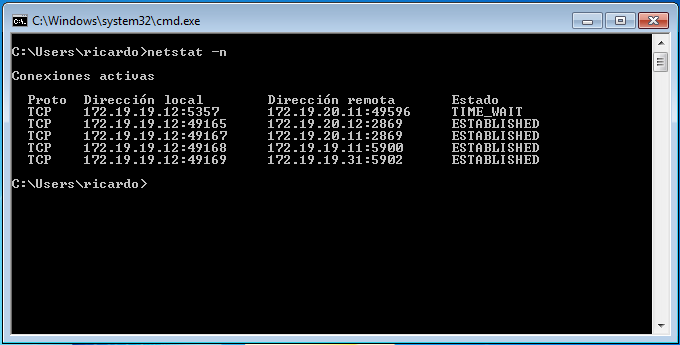 C:\Windows\system32\cmd.exe
C:\Users\ricardo>netstat -n
Conexiones activas
Proto Dirección local Dirección remota Estado
TCP 172.19.19.12:5357 172.19.20.11:49596 TIME_WAIT
TCP 172.19.19.12:49165 172.19.20.12:2869 ESTABLISHED
TCP 172.19.19.12:49167 172.19.20.11:2869 ESTABLISHED
TCP 172.19.19.12:49168 172.19.19.11:5900 ESTABLISHED
TCP 172.19.19.12:49169 172.19.19.31:5902 ESTABLISHED
C:\Users\ricardo>